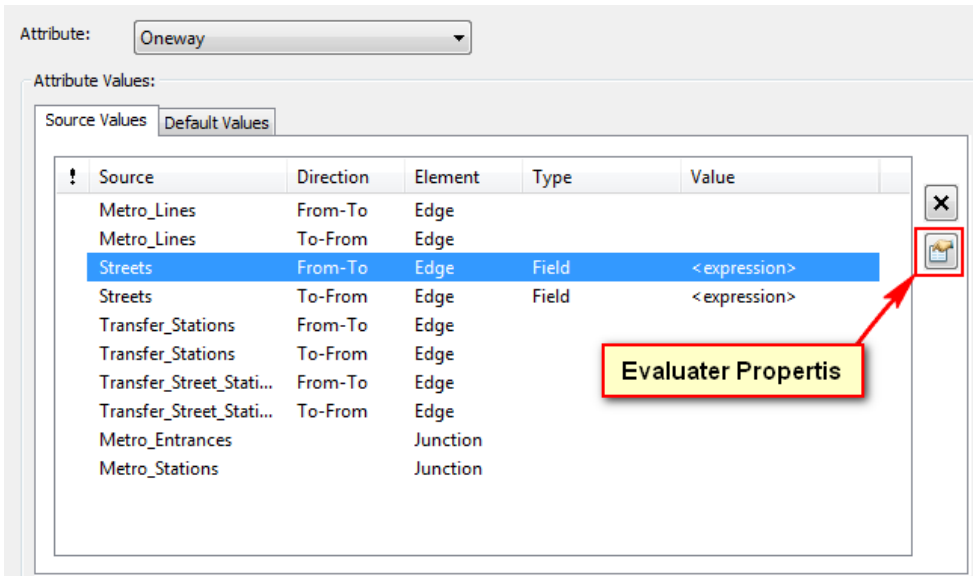 Attribute: Oneway
Attribute Values:
Source Values Default Values
! Source Direction Element Type Value
Metro_Lines From-To Edge
Metro_Lines To-From Edge
Streets From-To Edge Field <expression>
Streets To-From Edge Field <expression>
Transfer_Stations From-To Edge
Transfer_Stations To-From Edge
Transfer_Street_Stati... From-To Edge
Transfer_Street_Stati... To-From Edge
Metro_Entrances Junction
Metro_Stations Junction
Evaluater Propertis